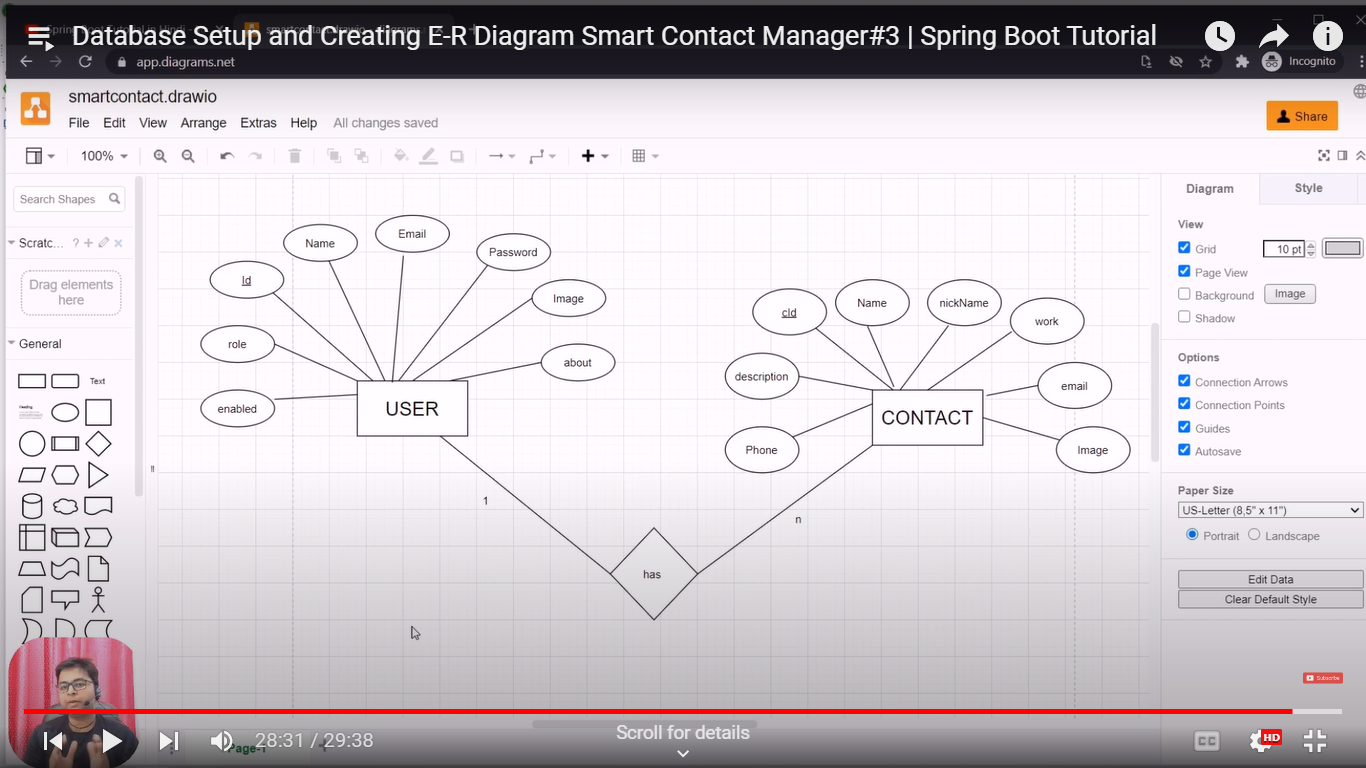 Database Setup and Creating E-R Diagram Smart Contact Manager#3 | Spring Boot Tutorial
app.diagrams.net
Incognito
smartcontact.drawio
File Edit View Arrange Extras Help All changes saved
Share
100%
Search Shapes
Scratc... ?
Drag elements
here
General
Text
Heading
Id
Name
Email
Password
Image
about
role
enabled
USER
1
has
n
cId
Name
nickName
work
description
email
Phone
Image
CONTACT
Diagram
Style
View
Grid
10 pt
Page View
Background
Image
Shadow
Options
Connection Arrows
Connection Points
Guides
Autosave
Paper Size
US-Letter (8,5" x 11")
Portrait
Landscape
Edit Data
Clear Default Style
Subscribe
28:31 / 29:38
Page-1
Scroll for details
CC
HD